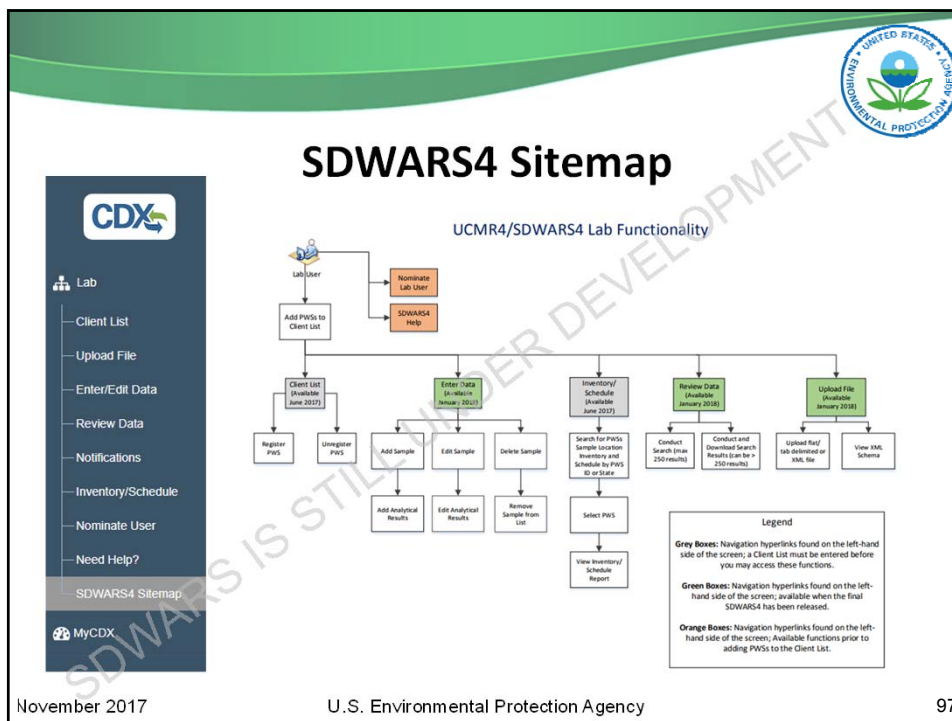 UNITED STATES
ENVIRONMENTAL PROTECTION AGENCY
SDWARS4 Sitemap
CDX
Lab
Client List
Upload File
Enter/Edit Data
Review Data
Notifications
Inventory/Schedule
Nominate User
Need Help?
SDWARS4 Sitemap
MyCDX
SDWARS IS STILL UNDER DEVELOPMENT
UCMR4/SDWARS4 Lab Functionality
Lab User
Nominate
Lab User
SDWARS4
Help
Add PWSs to
Client List
Client List
(Available
June 2017)
Register
PWS
Unregister
PWS
Enter Data
(Available
January 2018)
Add Sample
Edit Sample
Delete Sample
Add Analytical
Results
Edit Analytical
Results
Remove
Sample from
List
Inventory/
Schedule
(Available
June 2017)
Search for PWSs
Sample Location
Inventory and
Schedule by PWS
ID or State
Select PWS
View Inventory/
Schedule
Report
Review Data
(Available
January 2018)
Conduct
Search (max
250 results)
Conduct and
Download Search
Results (can be >
250 results)
Upload File
(Available
January 2018)
Upload flat/
tab delimited or
XML file
View XML
Schema
Legend
Grey Boxes: Navigation hyperlinks found on the left-hand
side of the screen; a Client List must be entered before
you may access these functions.
Green Boxes: Navigation hyperlinks found on the left-
hand side of the screen; available when the final
SDWARS4 has been released.
Orange Boxes: Navigation hyperlinks found on the left-
hand side of the screen; Available functions prior to
adding PWSs to the Client List.
November 2017
U.S. Environmental Protection Agency
97